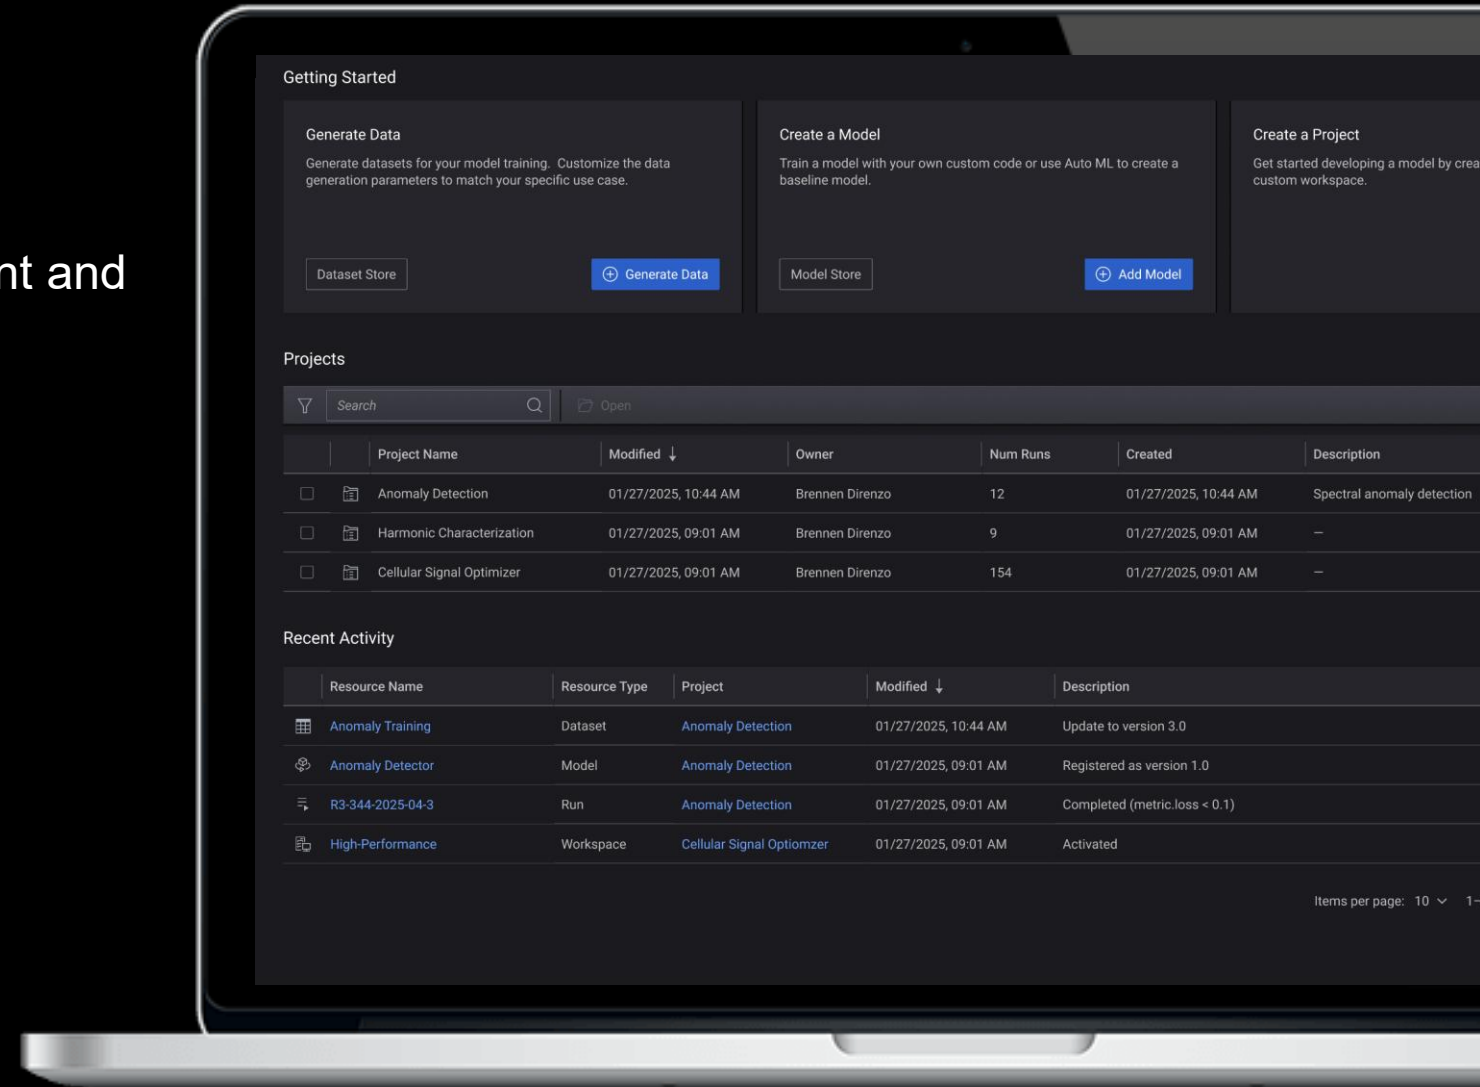 nt and
Getting Started
Generate Data
Generate datasets for your model training. Customize the data
generation parameters to match your specific use case.
Dataset Store
Generate Data
Create a Model
Train a model with your own custom code or use Auto ML to create a
baseline model.
Model Store
Add Model
Create a Project
Get started developing a model by crea
custom workspace.
Projects
Search Open
Project Name Modified ↓ Owner Num Runs Created Description
Anomaly Detection 01/27/2025, 10:44 AM Brennen Direnzo 12 01/27/2025, 10:44 AM Spectral anomaly detection
Harmonic Characterization 01/27/2025, 09:01 AM Brennen Direnzo 9 01/27/2025, 09:01 AM –
Cellular Signal Optimizer 01/27/2025, 09:01 AM Brennen Direnzo 154 01/27/2025, 09:01 AM –
Recent Activity
Resource Name Resource Type Project Modified ↓ Description
Anomaly Training Dataset Anomaly Detection 01/27/2025, 10:44 AM Update to version 3.0
Anomaly Detector Model Anomaly Detection 01/27/2025, 09:01 AM Registered as version 1.0
R3-344-2025-04-3 Run Anomaly Detection 01/27/2025, 09:01 AM Completed (metric.loss < 0.1)
High-Performance Workspace Cellular Signal Optiomzer 01/27/2025, 09:01 AM Activated
Items per page: 10 1–